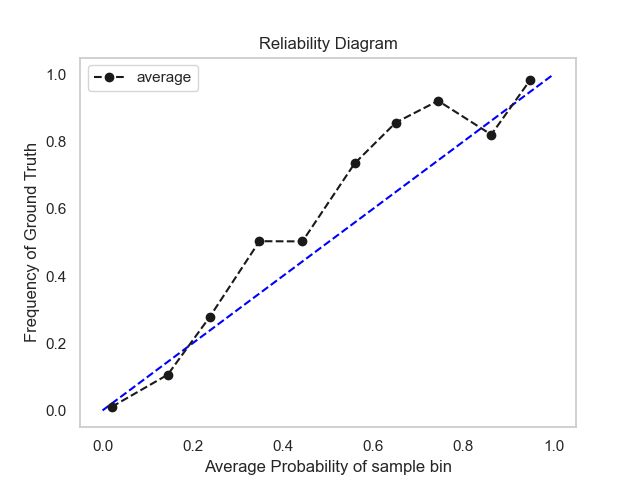 Reliability Diagram
average
1.0
0.8
0.6
0.4
0.2
0.0
Frequency of Ground Truth
0.0 0.2 0.4 0.6 0.8 1.0
Average Probability of sample bin